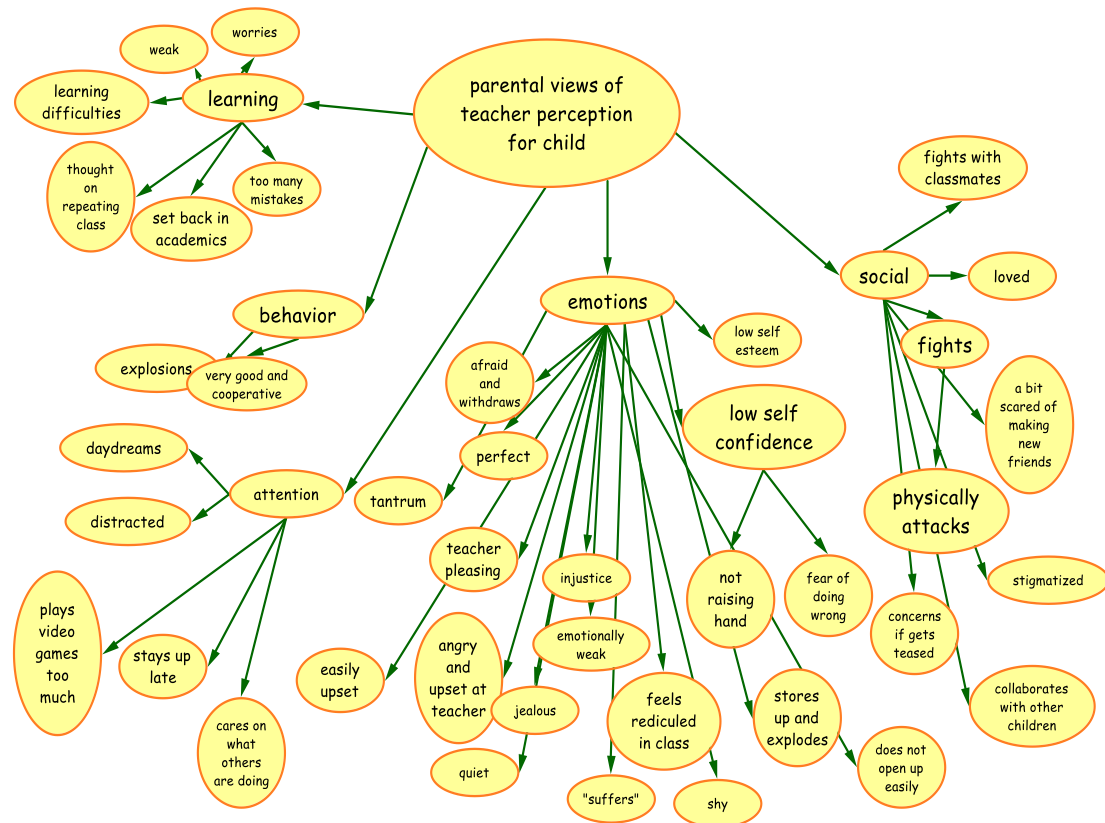 parental views of
teacher perception
for child
learning
worries
weak
learning
difficulties
thought
on
repeating
class
set back in
academics
too many
mistakes
behavior
explosions
very good and
cooperative
attention
daydreams
distracted
plays
video
games
too
much
stays up
late
cares on
what
others
are doing
emotions
low self
esteem
afraid
and
withdraws
perfect
tantrum
teacher
pleasing
easily
upset
angry
and
upset at
teacher
injustice
emotionally
weak
jealous
quiet
"suffers"
feels
rediculed
in class
shy
low self
confidence
not
raising
hand
fear of
doing
wrong
stores
up and
explodes
does not
open up
easily
social
fights with
classmates
loved
fights
a bit
scared of
making
new
friends
physically
attacks
stigmatized
concerns
if gets
teased
collaborates
with other
children